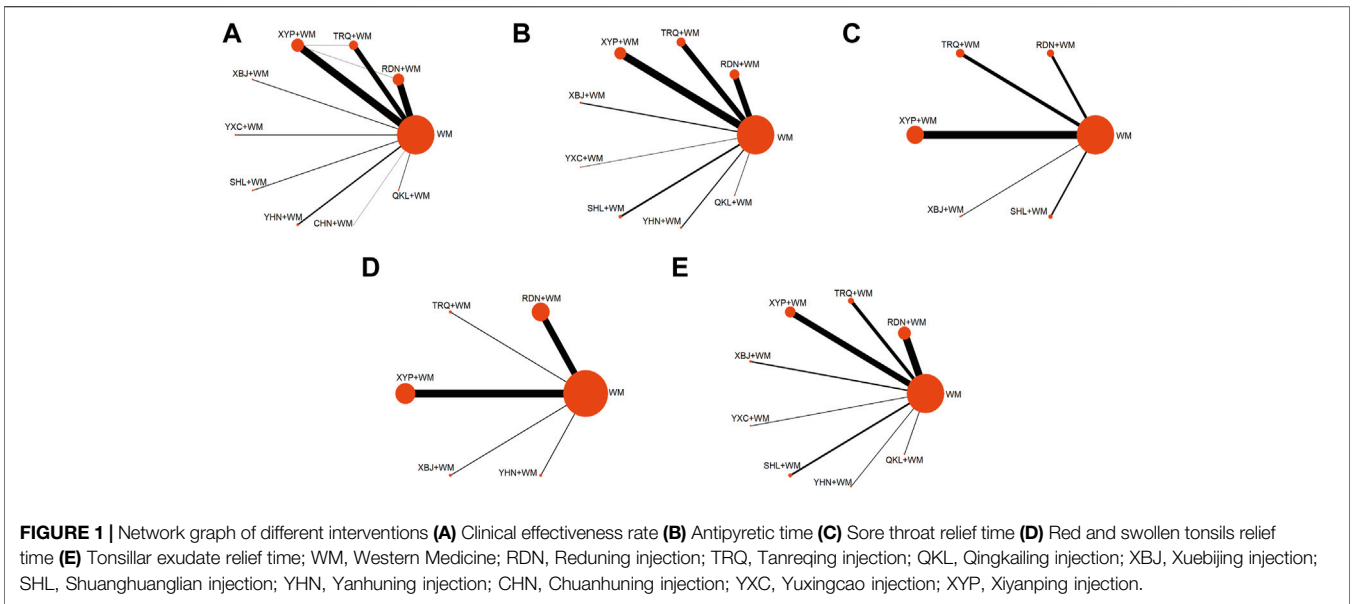 A
XYP+WM
TRQ+WM
RDN+WM
XBJ+WM
YXC+WM
WM
SHL+WM
QKL+WM
YHN+WM
CHN+WM
B
TRQ+WM
XYP+WM
RDN+WM
XBJ+WM
WM
YXC+WM
QKL+WM
SHL+WM
YHN+WM
C
TRQ+WM
RDN+WM
XYP+WM
WM
XBJ+WM
SHL+WM
D
RDN+WM
TRQ+WM
XYP+WM
WM
XBJ+WM
YHN+WM
E
TRQ+WM
XYP+WM
RDN+WM
XBJ+WM
WM
YXC+WM
QKL+WM
SHL+WM
YHN+WM
FIGURE 1 | Network graph of different interventions (A) Clinical effectiveness rate (B) Antipyretic time (C) Sore throat relief time (D) Red and swollen tonsils relief
time (E) Tonsillar exudate relief time; WM, Western Medicine; RDN, Reduning injection; TRQ, Tanreqing injection; QKL, Qingkailing injection; XBJ, Xuebijing injection;
SHL, Shuanghuanglian injection; YHN, Yanhuning injection; CHN, Chuanhuning injection; YXC, Yuxingcao injection; XYP, Xiyanping injection.